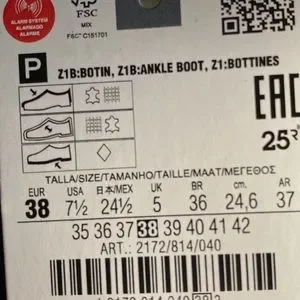 ALARM SYSTEM
ALARMADO
ALARME
FSC
MIX
FSC® C151701
P Z1B:BOTIN, Z1B:ANKLE BOOT, Z1:BOTTINES
EAC
25
TALLA/SIZE/TAMANHO/TAILLE/MAAT/ΜΕΓΕΘΟΣ
EUR USA 日本/MEX UK BR cm. AR
38 7½ 24½ 5 36 24,6 37
35 36 37 38 39 40 41 42
ART.: 2172/814/040